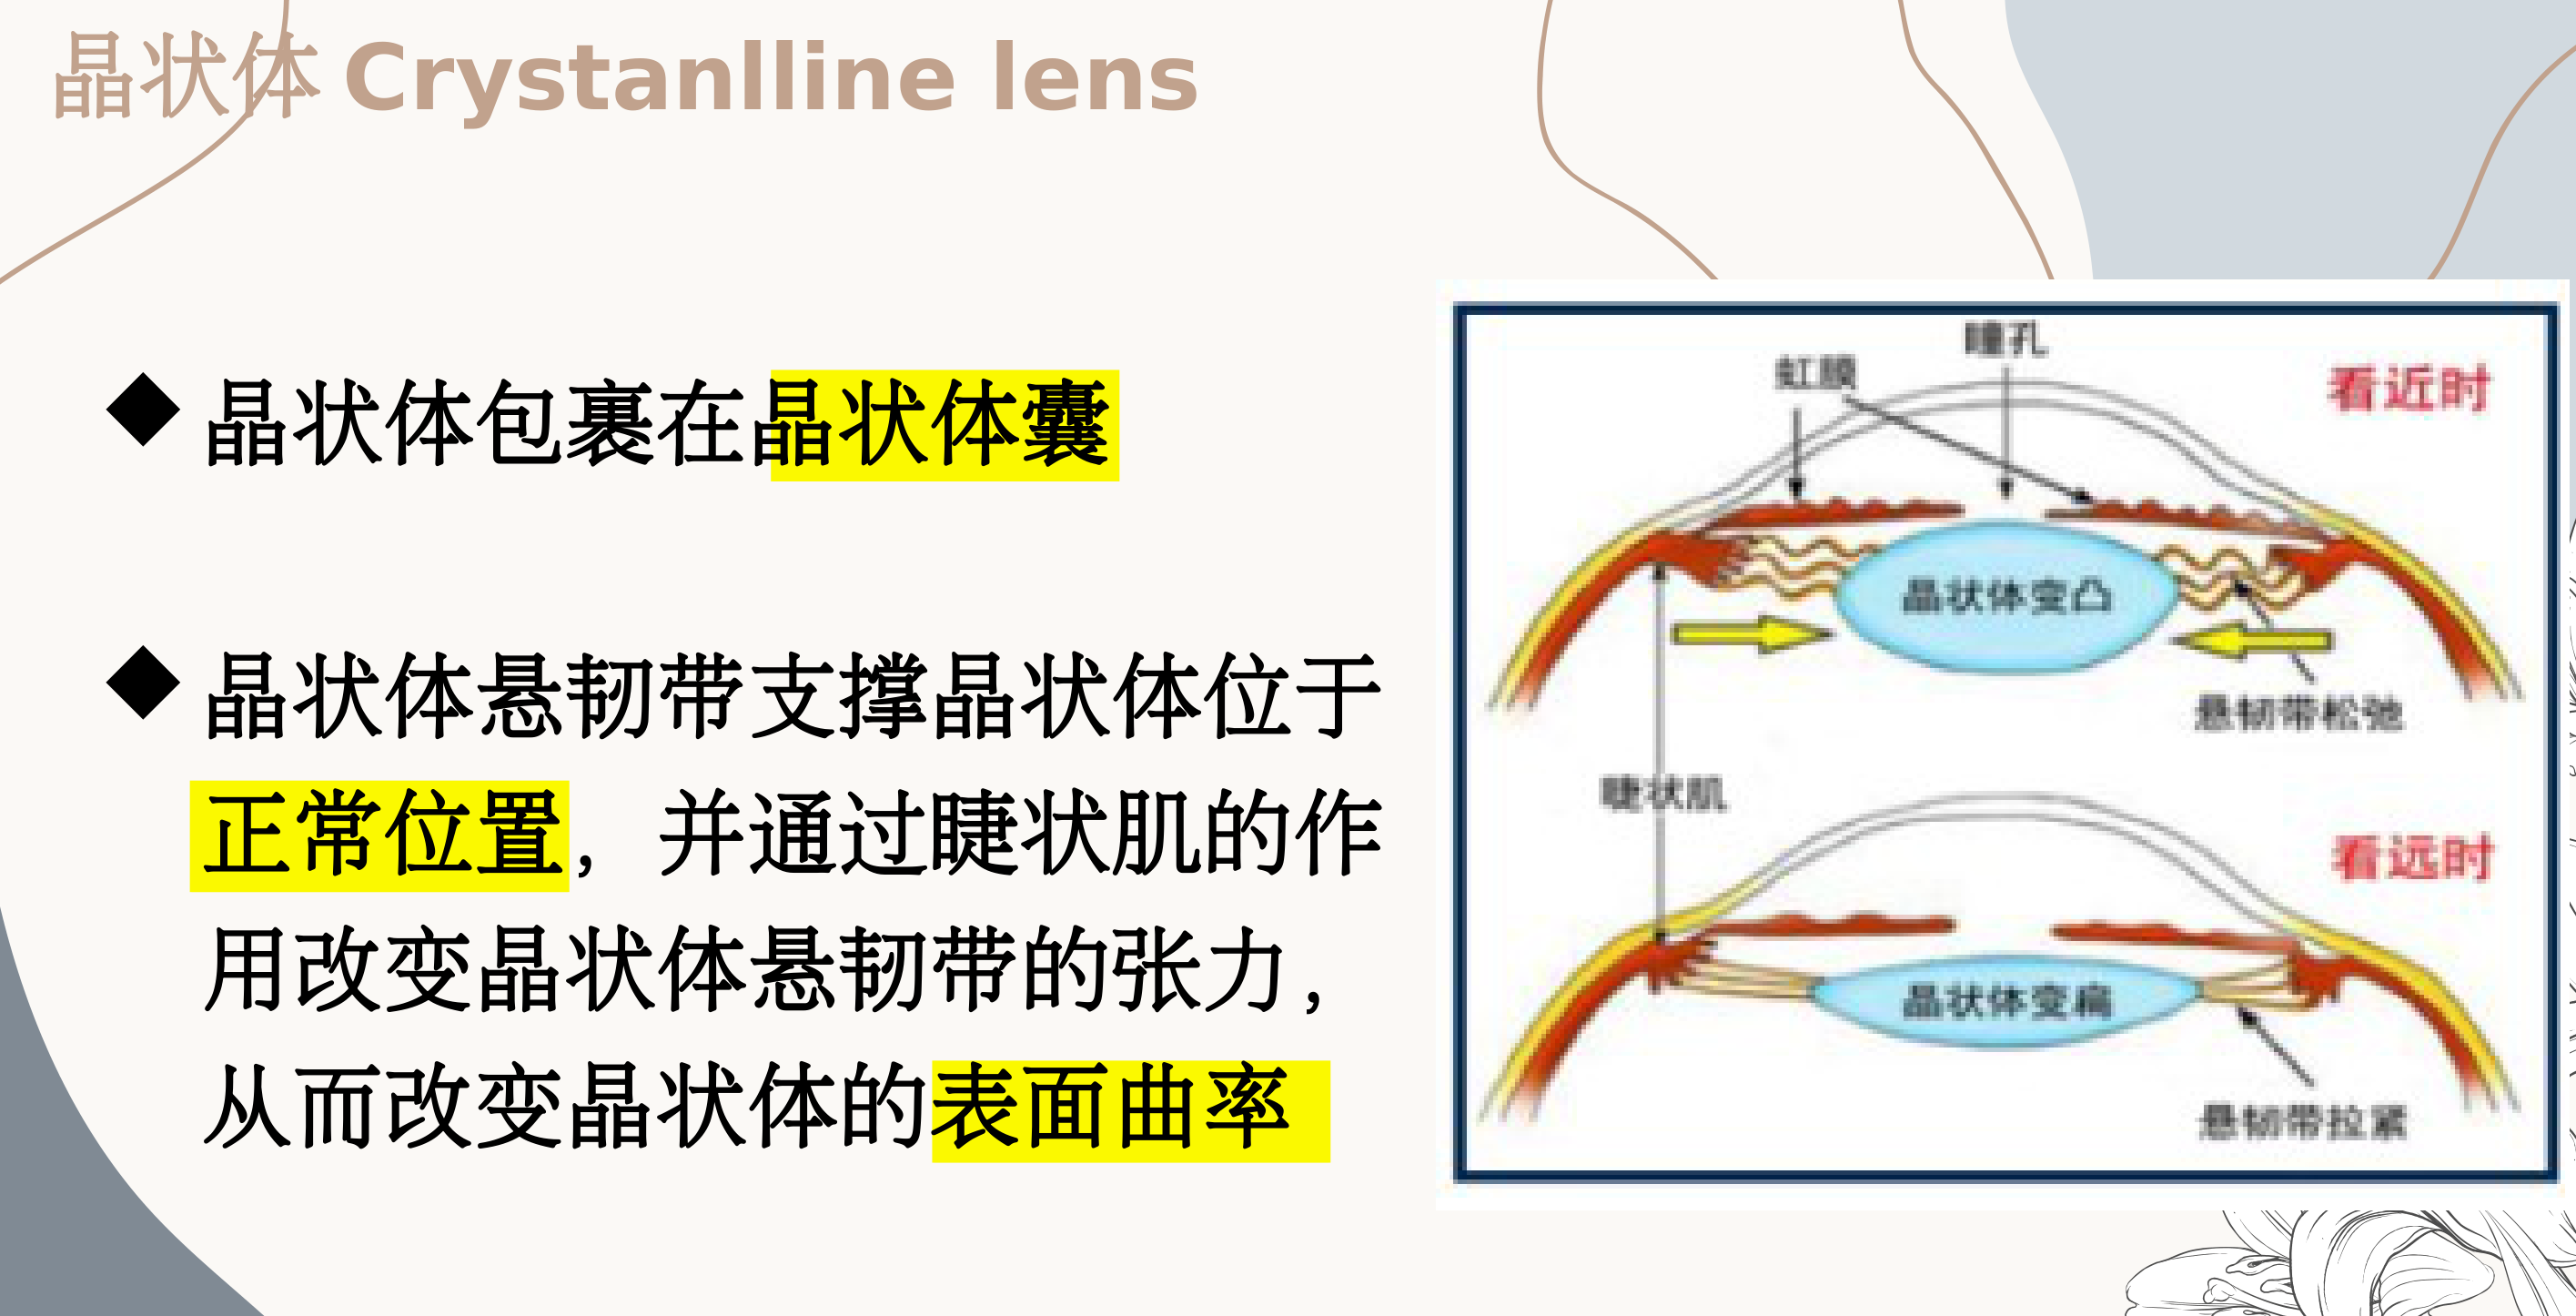 晶状体 Crystanlline lens
晶状体包裹在晶状体囊
晶状体悬韧带支撑晶状体位于
正常位置，并通过睫状肌的作
用改变晶状体悬韧带的张力，
从而改变晶状体的表面曲率
瞳孔
虹膜
看近时
晶状体变凸
悬韧带松弛
睫状肌
看远时
晶状体变扁
悬韧带拉紧